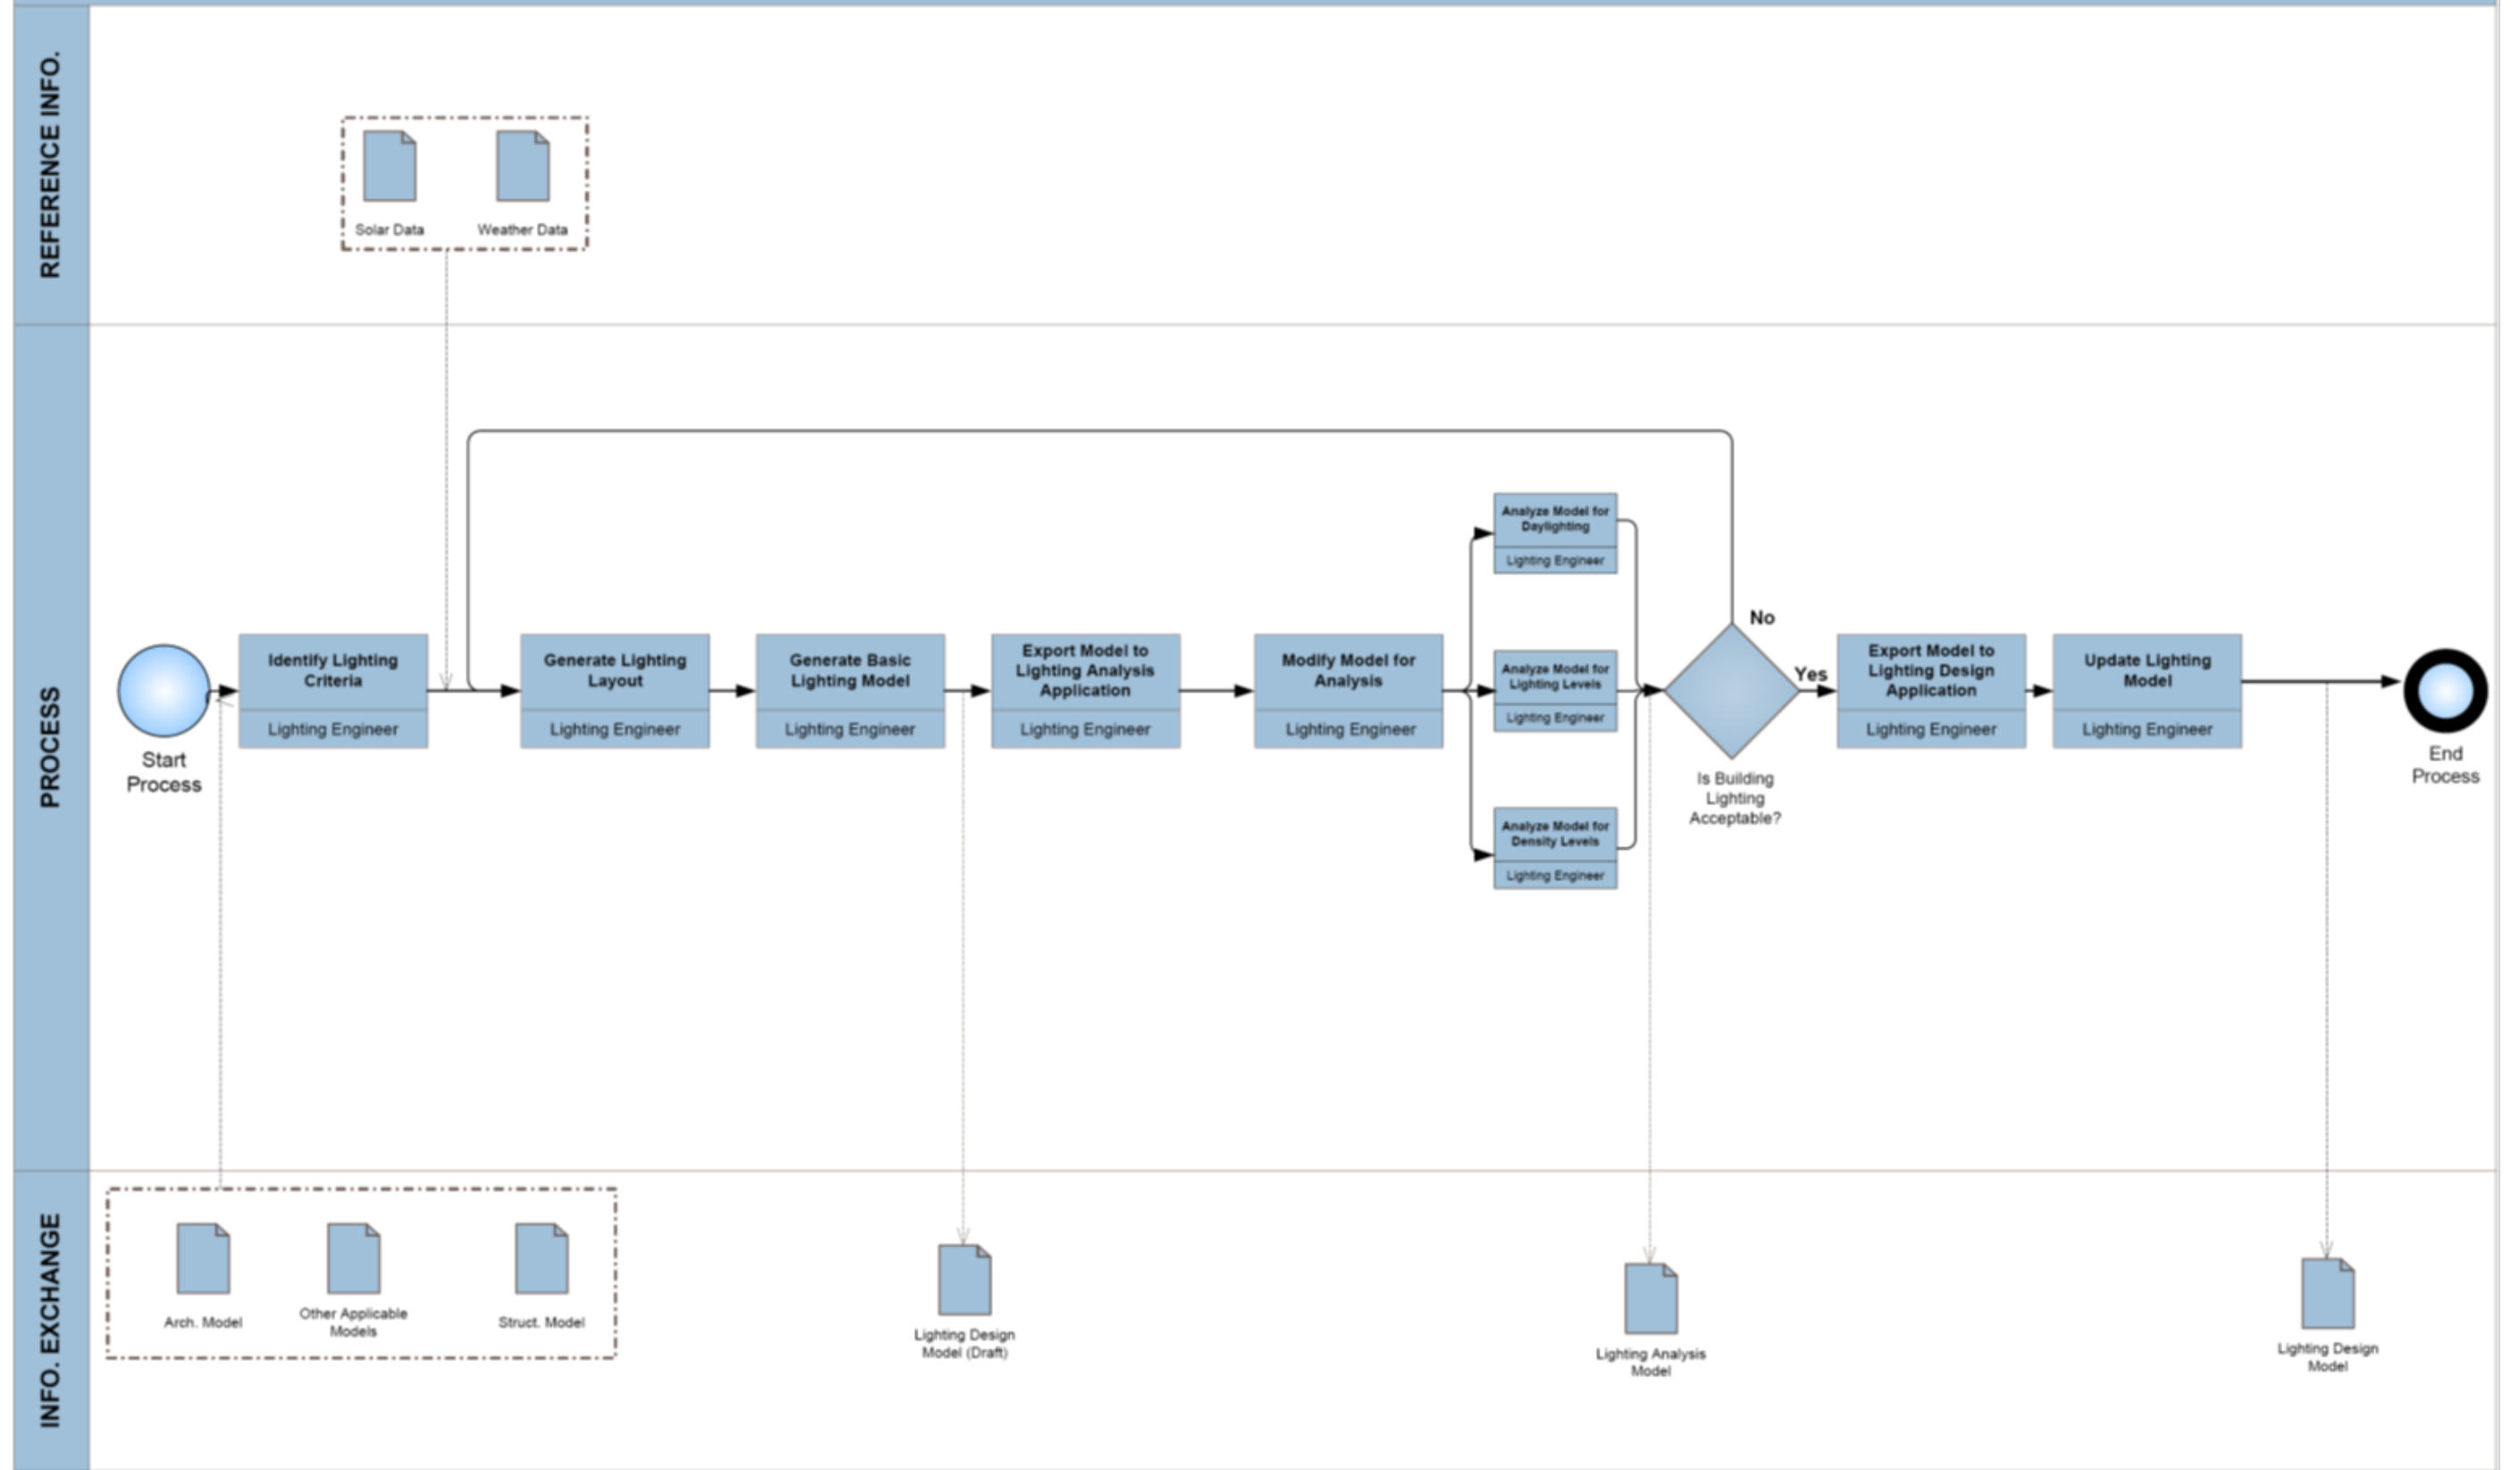 REFERENCE INFO.
Solar Data
Weather Data
PROCESS
Start
Process
Identify Lighting
Criteria
Lighting Engineer
Generate Lighting
Layout
Lighting Engineer
Generate Basic
Lighting Model
Lighting Engineer
Export Model to
Lighting Analysis
Application
Lighting Engineer
Modify Model for
Analysis
Lighting Engineer
Analyze Model for
Daylighting
Lighting Engineer
Analyze Model for
Lighting Levels
Lighting Engineer
Analyze Model for
Density Levels
Lighting Engineer
No
Yes
Is Building
Lighting
Acceptable?
Export Model to
Lighting Design
Application
Lighting Engineer
Update Lighting
Model
Lighting Engineer
End
Process
INFO. EXCHANGE
Arch. Model
Other Applicable
Models
Struct. Model
Lighting Design
Model (Draft)
Lighting Analysis
Model
Lighting Design
Model